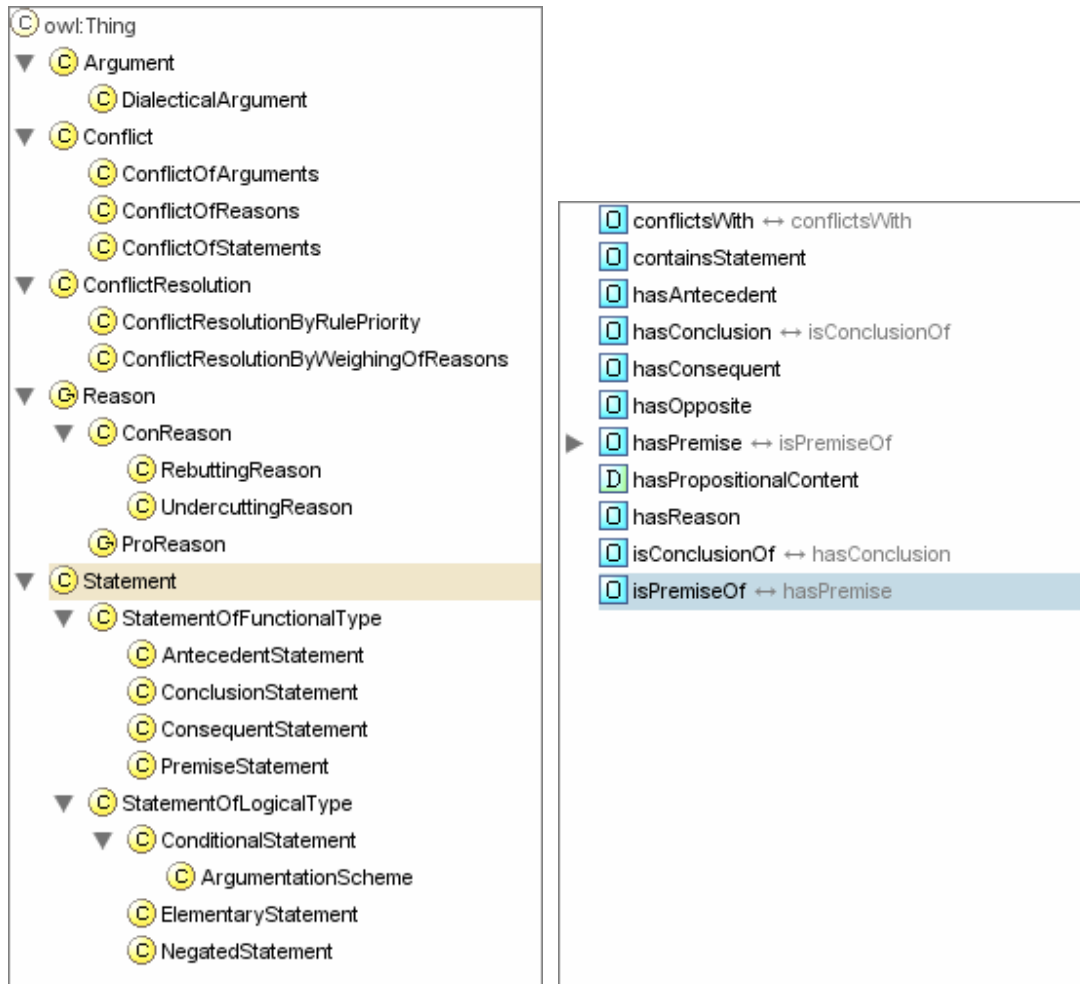 C owl:Thing
C Argument
C DialecticalArgument
C Conflict
C ConflictOfArguments
C ConflictOfReasons
C ConflictOfStatements
C ConflictResolution
C ConflictResolutionByRulePriority
C ConflictResolutionByWeighingOfReasons
C Reason
C ConReason
C RebuttingReason
C UndercuttingReason
C ProReason
C Statement
C StatementOfFunctionalType
C AntecedentStatement
C ConclusionStatement
C ConsequentStatement
C PremiseStatement
C StatementOfLogicalType
C ConditionalStatement
C ArgumentationScheme
C ElementaryStatement
C NegatedStatement
O conflictsWith ↔ conflictsWith
O containsStatement
O hasAntecedent
O hasConclusion ↔ isConclusionOf
O hasConsequent
O hasOpposite
O hasPremise ↔ isPremiseOf
D hasPropositionalContent
O hasReason
O isConclusionOf ↔ hasConclusion
O isPremiseOf ↔ hasPremise